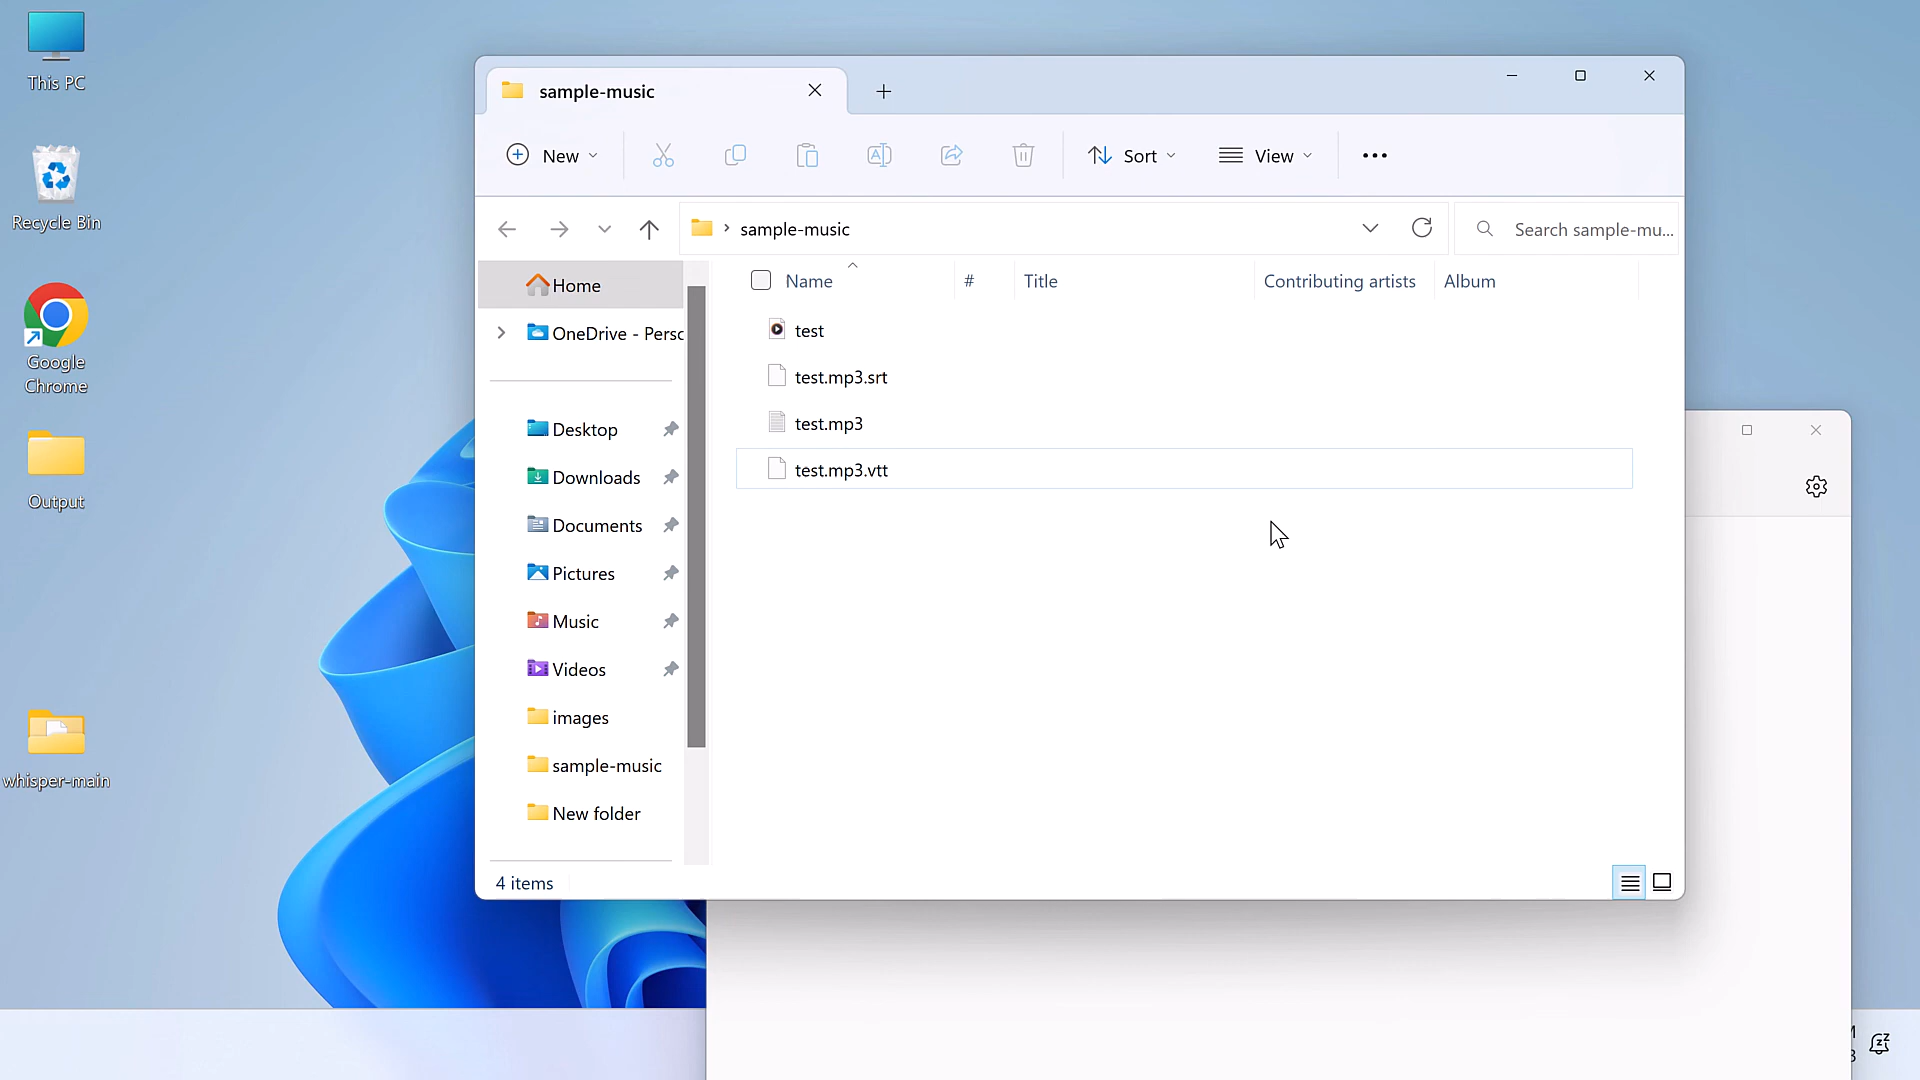 This PC
Recycle Bin
Google
Chrome
Output
whisper-main
sample-music
New
Sort
View
sample-music
Search sample-mu...
Home
OneDrive - Persc
Desktop
Downloads
Documents
Pictures
Music
Videos
images
sample-music
New folder
Name
#
Title
Contributing artists
Album
test
test.mp3.srt
test.mp3
test.mp3.vtt
4 items